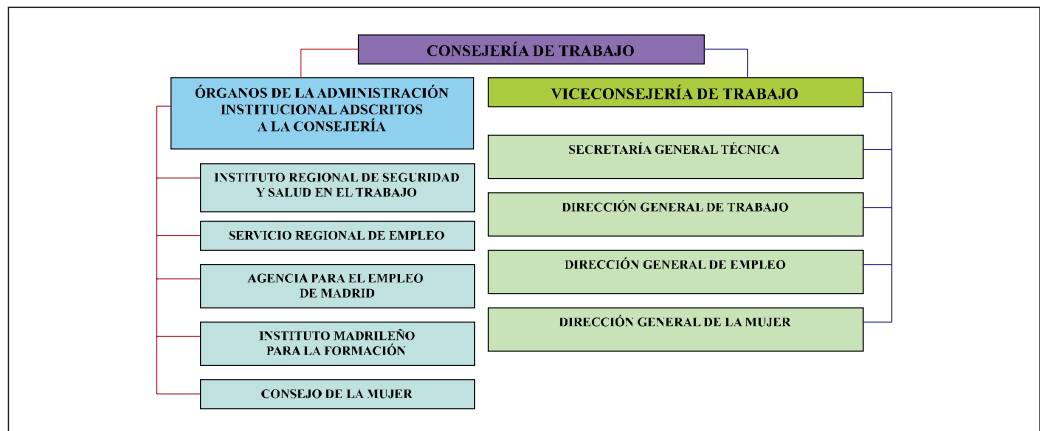 CONSEJERÍA DE TRABAJO
ÓRGANOS DE LA ADMINISTRACIÓN
INSTITUCIONAL ADSCRITOS
A LA CONSEJERÍA
INSTITUTO REGIONAL DE SEGURIDAD
Y SALUD EN EL TRABAJO
SERVICIO REGIONAL DE EMPLEO
AGENCIA PARA EL EMPLEO
DE MADRID
INSTITUTO MADRILEÑO
PARA LA FORMACIÓN
CONSEJO DE LA MUJER
VICECONSEJERÍA DE TRABAJO
SECRETARÍA GENERAL TÉCNICA
DIRECCIÓN GENERAL DE TRABAJO
DIRECCIÓN GENERAL DE EMPLEO
DIRECCIÓN GENERAL DE LA MUJER